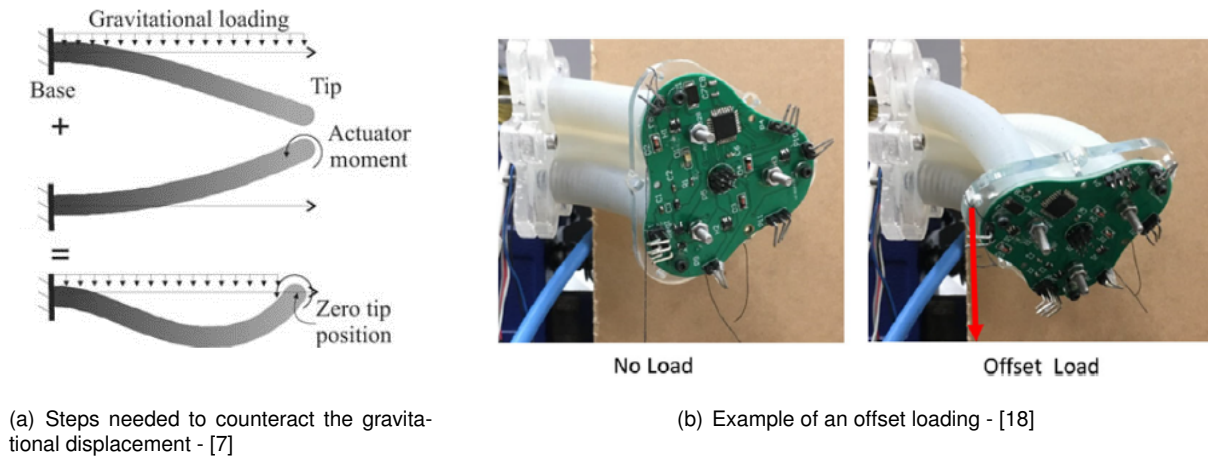 Gravitational loading
Base
Tip
+
Actuator
moment
=
Zero tip
position
No Load
Offset Load
(a) Steps needed to counteract the gravita-
tional displacement - [7]
(b) Example of an offset loading - [18]